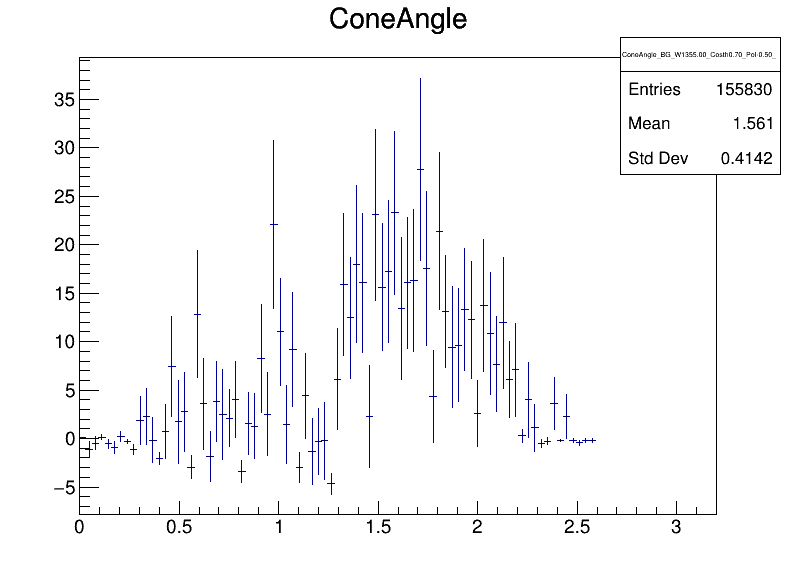 ConeAngle
ConeAngle_BG_W1355.00_Costh0.70_Pol-0.50_
Entries 155830
Mean 1.561
Std Dev 0.4142
35
30
25
20
15
10
5
0
−5
0 0.5 1 1.5 2 2.5 3